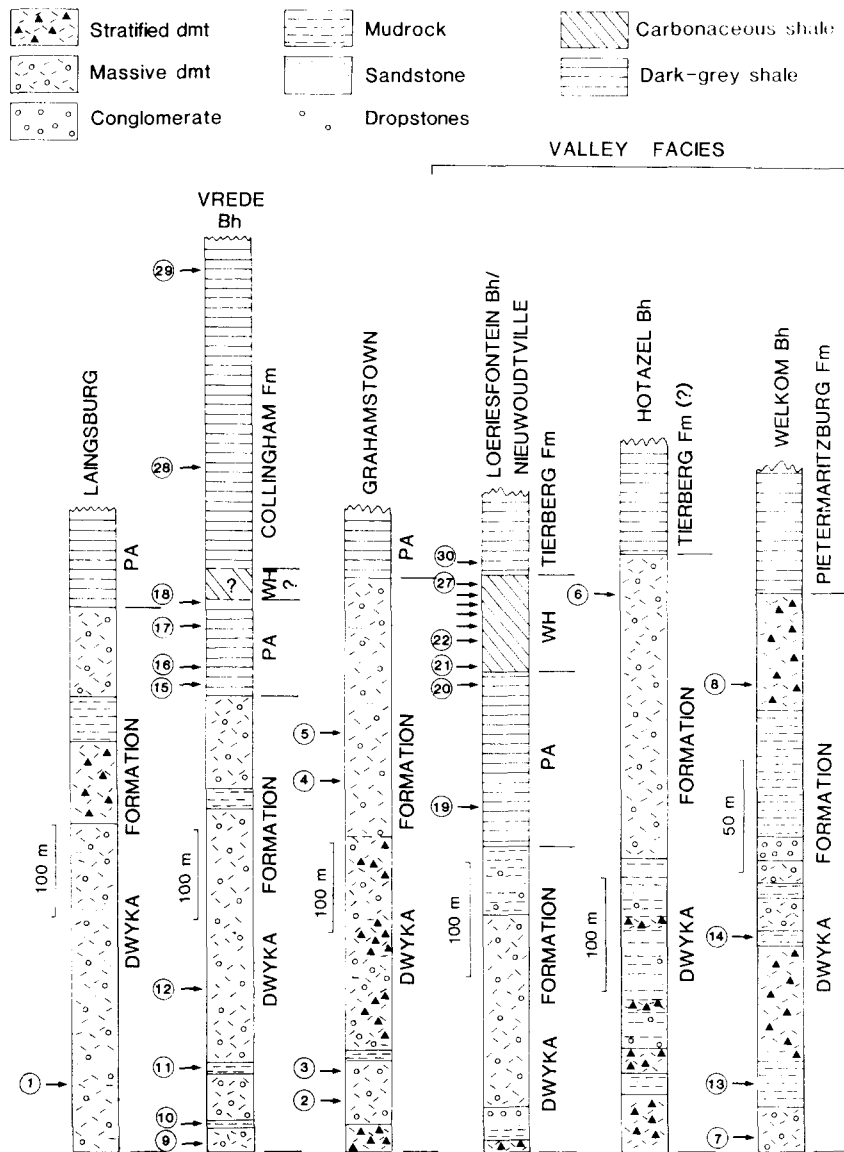 Stratified dmt
Massive dmt
Conglomerate
Mudrock
Sandstone
Dropstones
Carbonaceous shale
Dark-grey shale
VALLEY FACIES
LAINGSBURG
PA
FORMATION
DWYKA
100 m
1
VREDE
Bh
29
28
18
17
16
15
12
11
10
9
?
COLLINGHAM Fm
WH ?
PA
FORMATION
DWYKA
100 m
GRAHAMSTOWN
PA
FORMATION
DWYKA
100 m
5
4
3
2
LOERIESFONTEIN Bh/
NIEUWOUDTVILLE
30
27
22
21
20
19
TIERBERG Fm
WH
PA
FORMATION
DWYKA
100 m
HOTAZEL Bh
6
TIERBERG Fm (?)
FORMATION
DWYKA
100 m
WELKOM Bh
8
14
13
7
PIETERMARITZBURG Fm
FORMATION
DWYKA
50 m